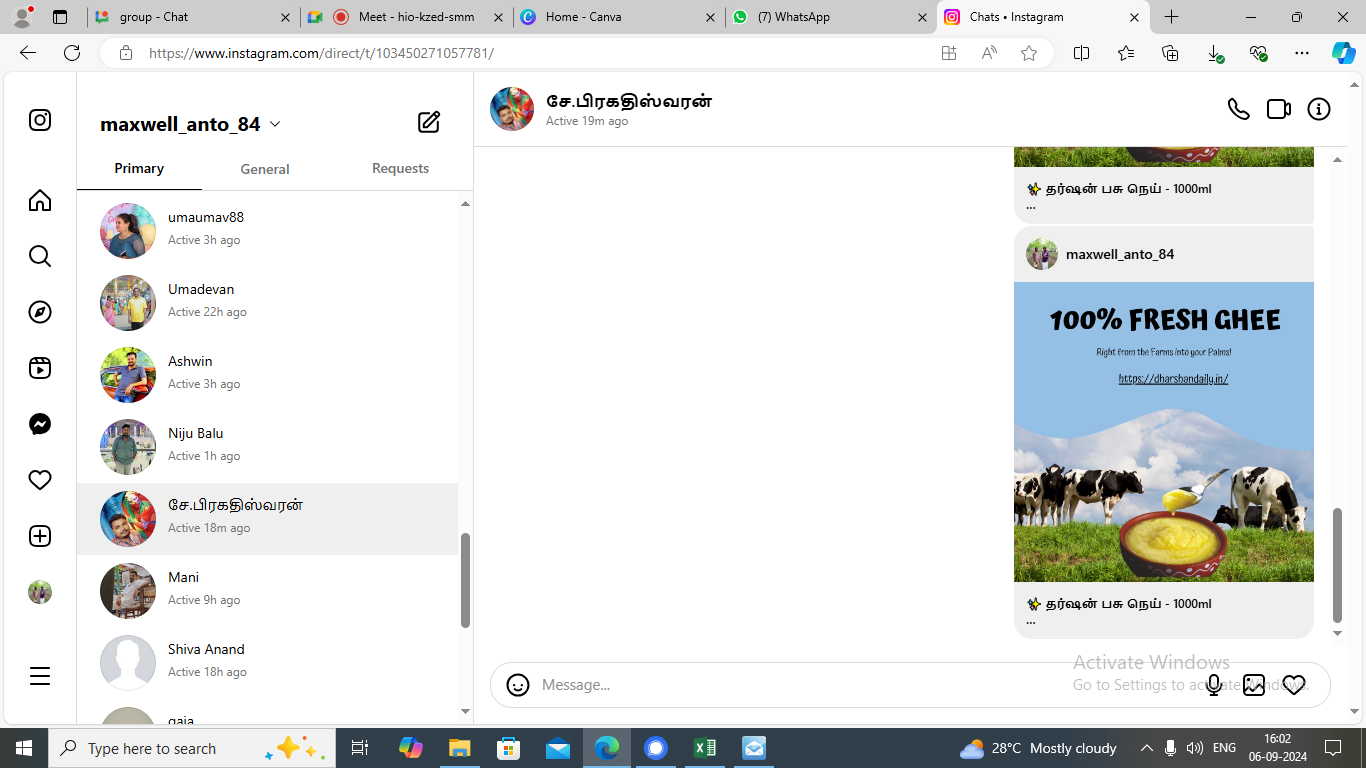 group - Chat
Meet - hio-kzed-smm
Home - Canva
(7) WhatsApp
Chats • Instagram
https://www.instagram.com/direct/t/103450271057781/
maxwell_anto_84
Primary
General
Requests
umaumav88
Active 3h ago
Umadevan
Active 22h ago
Ashwin
Active 3h ago
Niju Balu
Active 1h ago
சே.பிரகதிஸ்வரன்
Active 18m ago
Mani
Active 9h ago
Shiva Anand
Active 18h ago
gaja
சே.பிரகதிஸ்வரன்
Active 19m ago
✨ தர்ஷன் பசு நெய் - 1000ml
...
maxwell_anto_84
100% FRESH GHEE
Right from the Farms into your Palms!
https://dharshandaily.in/
✨ தர்ஷன் பசு நெய் - 1000ml
...
Message...
Activate Windows
Go to Settings to activate Windows.
Type here to search
28°C Mostly cloudy
ENG
16:02
06-09-2024